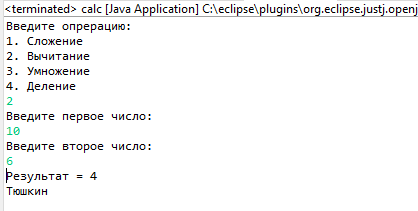 <terminated> calc [Java Application] C:\eclipse\plugins\org.eclipse.justj.openj
Введите опрерацию:
1. Сложение
2. Вычитание
3. Умножение
4. Деление
2
Введите первое число:
10
Введите второе число:
6
Результат = 4
Тюшкин